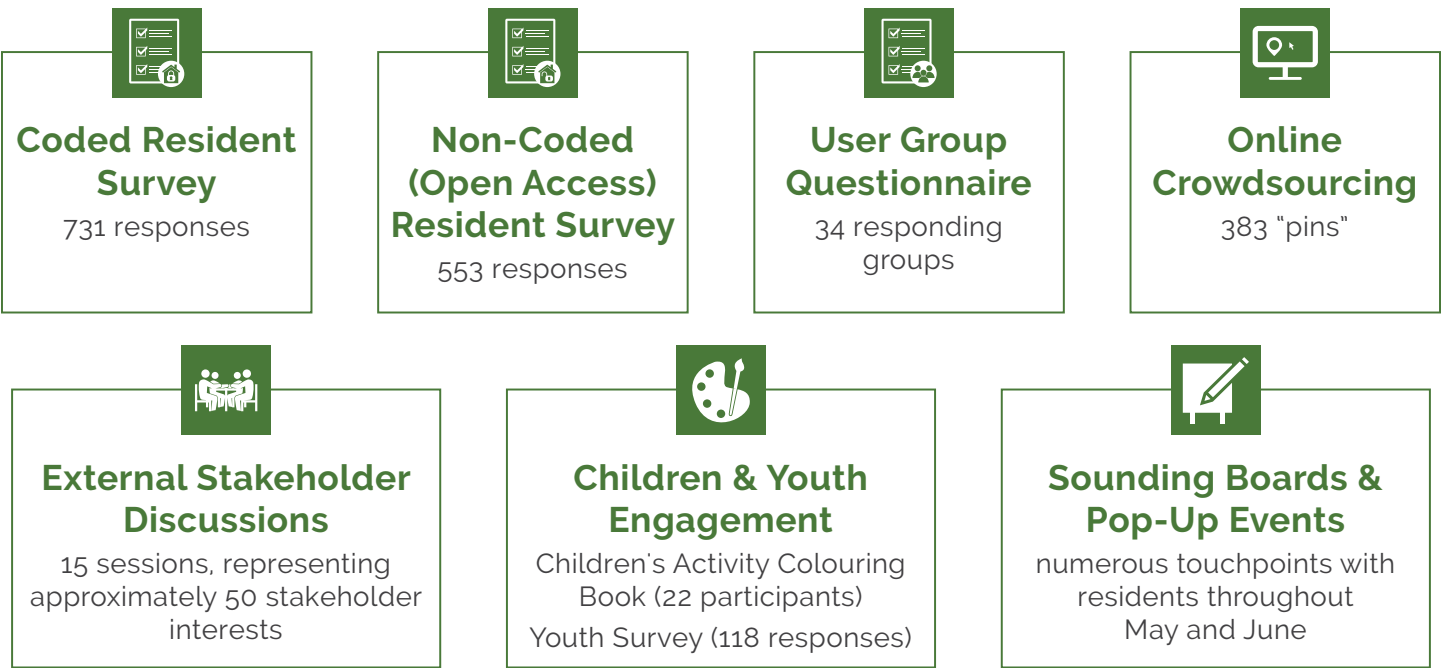 Coded Resident
Survey
731 responses
Non-Coded
(Open Access)
Resident Survey
553 responses
User Group
Questionnaire
34 responding
groups
Online
Crowdsourcing
383 “pins”
External Stakeholder
Discussions
15 sessions, representing
approximately 50 stakeholder
interests
Children & Youth
Engagement
Children's Activity Colouring
Book (22 participants)
Youth Survey (118 responses)
Sounding Boards &
Pop-Up Events
numerous touchpoints with
residents throughout
May and June